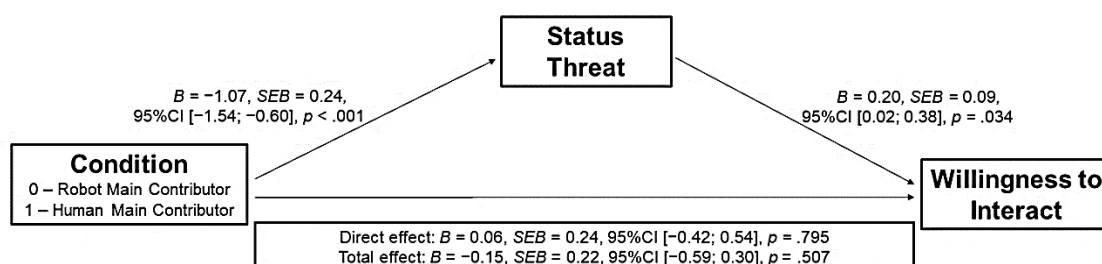 Status
Threat
B = −1.07, SEB = 0.24,
95%CI [−1.54; −0.60], p < .001
B = 0.20, SEB = 0.09,
95%CI [0.02; 0.38], p = .034
Condition
0 – Robot Main Contributor
1 – Human Main Contributor
Willingness to
Interact
Direct effect: B = 0.06, SEB = 0.24, 95%CI [−0.42; 0.54], p = .795
Total effect: B = −0.15, SEB = 0.22, 95%CI [−0.59; 0.30], p = .507